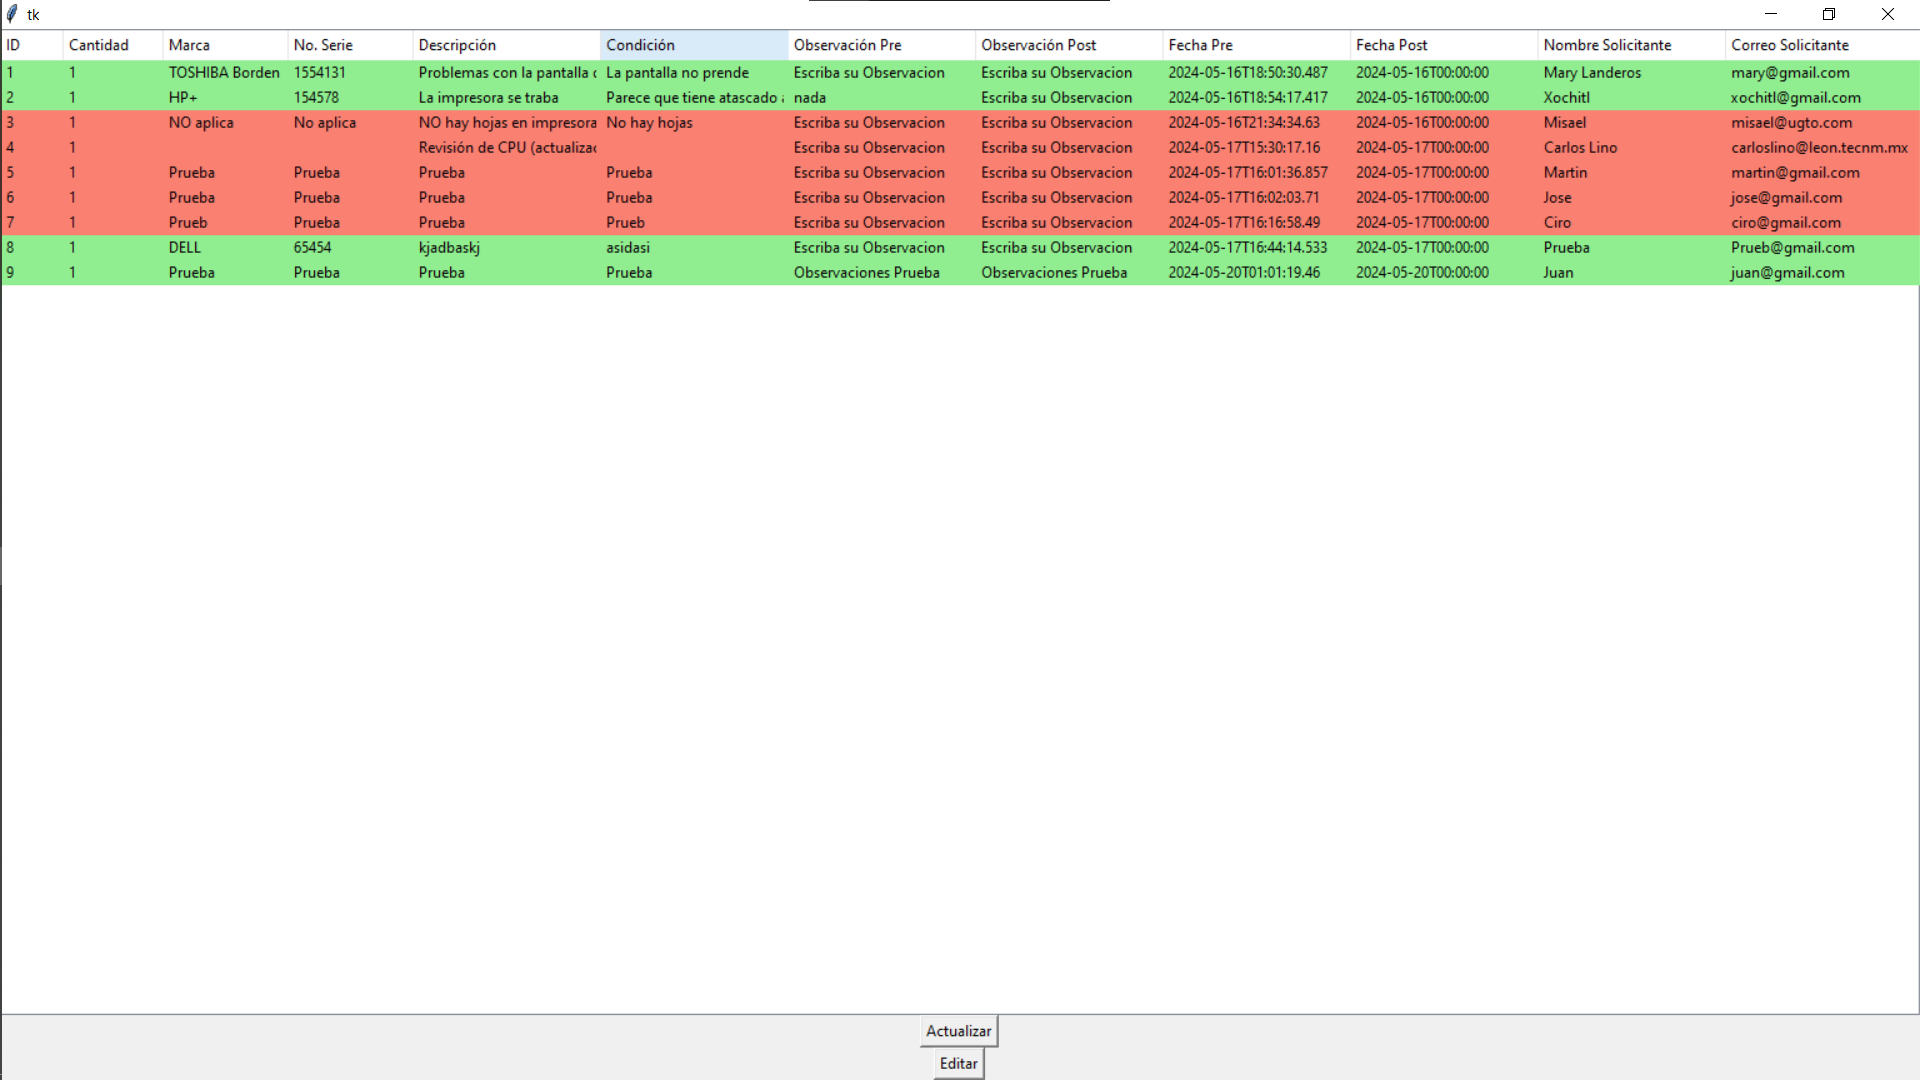 tk
ID Cantidad Marca No. Serie Descripción Condición Observación Pre Observación Post Fecha Pre Fecha Post Nombre Solicitante Correo Solicitante
1 1 TOSHIBA Borden 1554131 Problemas con la pantalla La pantalla no prende Escriba su Observacion Escriba su Observacion 2024-05-16T18:50:30.487 2024-05-16T00:00:00 Mary Landeros mary@gmail.com
2 1 HP+ 154578 La impresora se traba Parece que tiene atascado nada Escriba su Observacion 2024-05-16T18:54:17.417 2024-05-16T00:00:00 Xochitl xochitl@gmail.com
3 1 NO aplica No aplica NO hay hojas en impresora No hay hojas Escriba su Observacion Escriba su Observacion 2024-05-16T21:34:34.63 2024-05-16T00:00:00 Misael misael@ugto.com
4 1 Revisión de CPU (actualizac Escriba su Observacion Escriba su Observacion 2024-05-17T15:30:17.16 2024-05-17T00:00:00 Carlos Lino carloslino@leon.tecnm.mx
5 1 Prueba Prueba Prueba Prueba Escriba su Observacion Escriba su Observacion 2024-05-17T16:01:36.857 2024-05-17T00:00:00 Martin martin@gmail.com
6 1 Prueba Prueba Prueba Prueba Escriba su Observacion Escriba su Observacion 2024-05-17T16:02:03.71 2024-05-17T00:00:00 Jose jose@gmail.com
7 1 Prueb Prueba Prueba Prueb Escriba su Observacion Escriba su Observacion 2024-05-17T16:16:58.49 2024-05-17T00:00:00 Ciro ciro@gmail.com
8 1 DELL 65454 kjadbaskj asidasi Escriba su Observacion Escriba su Observacion 2024-05-17T16:44:14.533 2024-05-17T00:00:00 Prueba Prueb@gmail.com
9 1 Prueba Prueba Prueba Prueba Observaciones Prueba Observaciones Prueba 2024-05-20T01:01:19.46 2024-05-20T00:00:00 Juan juan@gmail.com
Actualizar
Editar